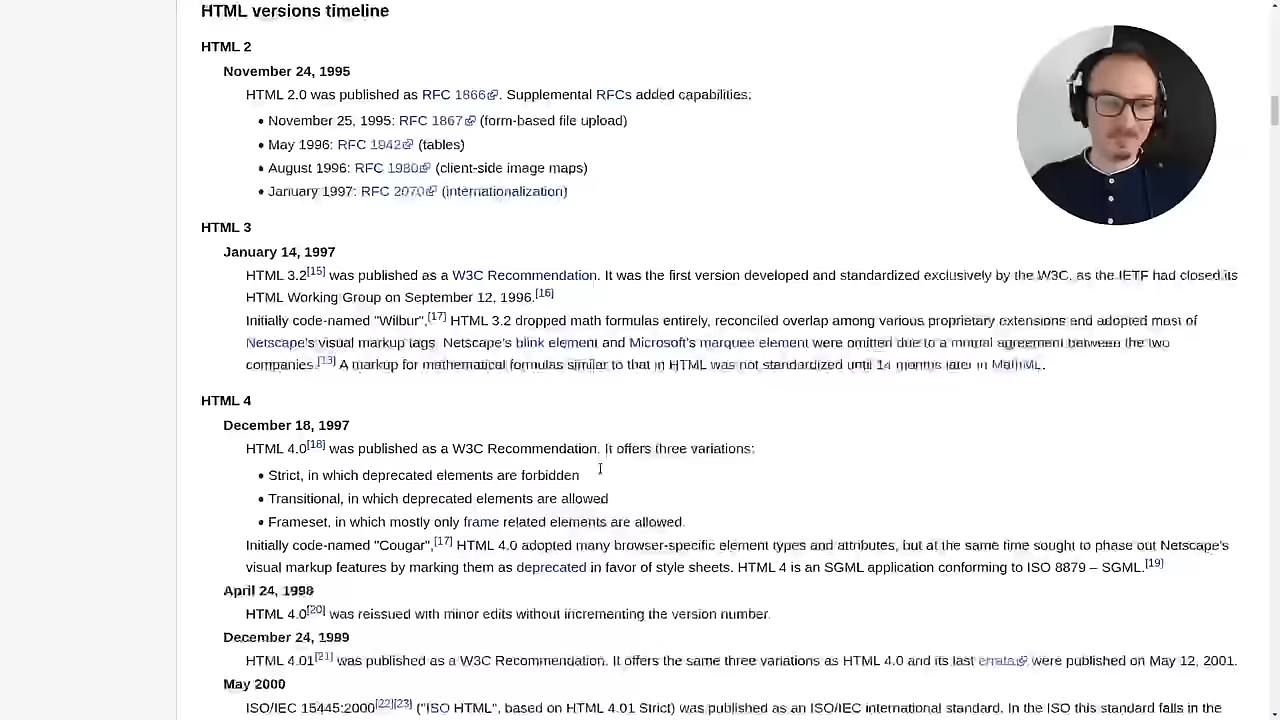 HTML versions timeline
HTML 2
November 24, 1995
HTML 2.0 was published as RFC 1866. Supplemental RFCs added capabilities:
• November 25, 1995: RFC 1867 (form-based file upload)
• May 1996: RFC 1942 (tables)
• August 1996: RFC 1980 (client-side image maps)
• January 1997: RFC 2070 (internationalization)
HTML 3
January 14, 1997
HTML 3.2[15] was published as a W3C Recommendation. It was the first version developed and standardized exclusively by the W3C, as the IETF had closed its
HTML Working Group on September 12, 1996.[16]
Initially code-named "Wilbur",[17] HTML 3.2 dropped math formulas entirely, reconciled overlap among various proprietary extensions and adopted most of
Netscape's visual markup tags. Netscape's blink element and Microsoft's marquee element were omitted due to a mutual agreement between the two
companies.[13] A markup for mathematical formulas similar to that in HTML was not standardized until 14 months later in MathML.
HTML 4
December 18, 1997
HTML 4.0[18] was published as a W3C Recommendation. It offers three variations:
• Strict, in which deprecated elements are forbidden
• Transitional, in which deprecated elements are allowed
• Frameset, in which mostly only frame related elements are allowed.
Initially code-named "Cougar",[17] HTML 4.0 adopted many browser-specific element types and attributes, but at the same time sought to phase out Netscape's
visual markup features by marking them as deprecated in favor of style sheets. HTML 4 is an SGML application conforming to ISO 8879 – SGML.[19]
April 24, 1998
HTML 4.0[20] was reissued with minor edits without incrementing the version number.
December 24, 1999
HTML 4.01[21] was published as a W3C Recommendation. It offers the same three variations as HTML 4.0 and its last errata were published on May 12, 2001.
May 2000
ISO/IEC 15445:2000[22][23] ("ISO HTML", based on HTML 4.01 Strict) was published as an ISO/IEC international standard. In the ISO this standard falls in the